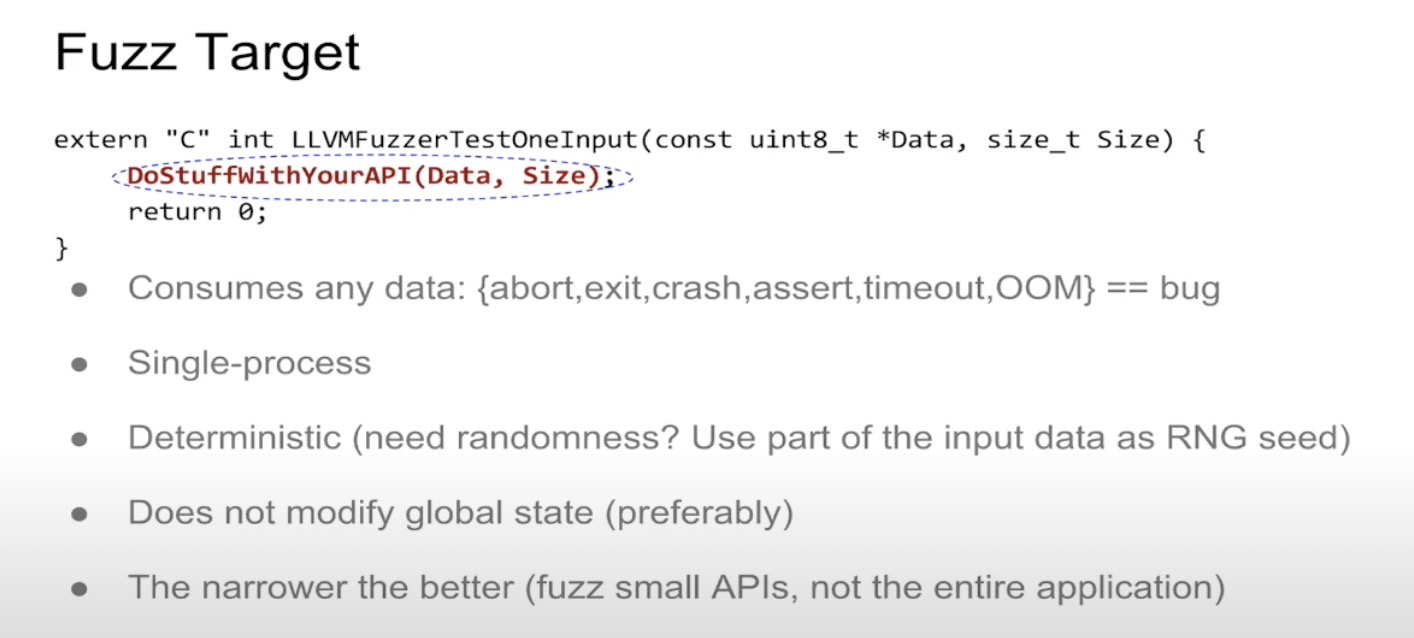 Fuzz Target
extern "C" int LLVMFuzzerTestOneInput(const uint8_t *Data, size_t Size) {
DoStuffWithYourAPI(Data, Size);
return 0;
}
● Consumes any data: {abort,exit,crash,assert,timeout,OOM} == bug
● Single-process
● Deterministic (need randomness? Use part of the input data as RNG seed)
● Does not modify global state (preferably)
● The narrower the better (fuzz small APIs, not the entire application)